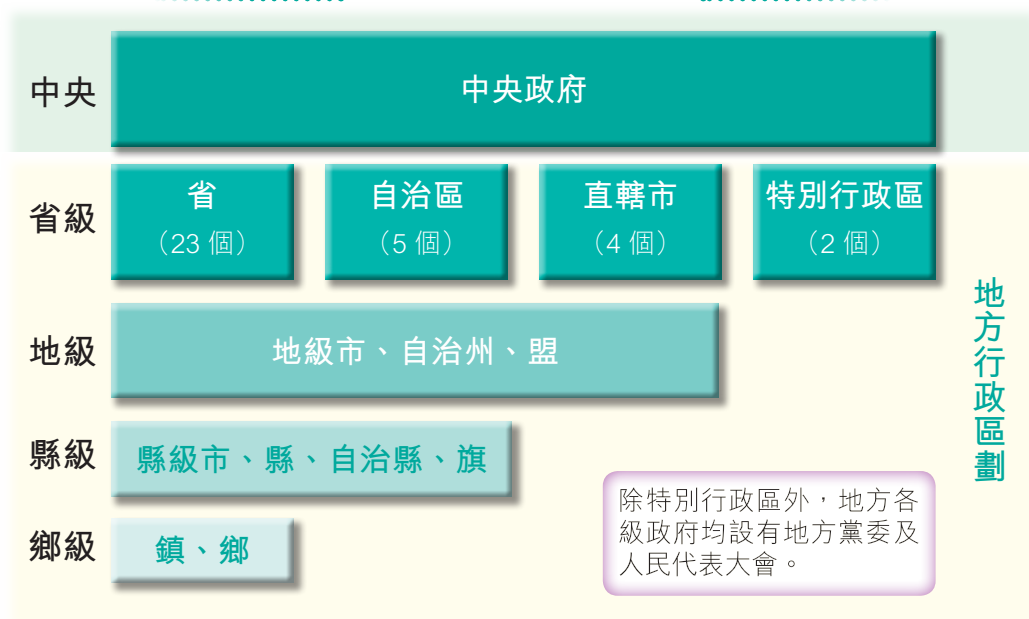 中央
中央政府
省級
省
(23 個)
自治區
(5 個)
直轄市
(4 個)
特別行政區
(2 個)
地級
地級市、自治州、盟
縣級
縣級市、縣、自治縣、旗
鄉級
鎮、鄉
除特別行政區外,地方各
級政府均設有地方黨委及
人民代表大會。
地方行政區劃